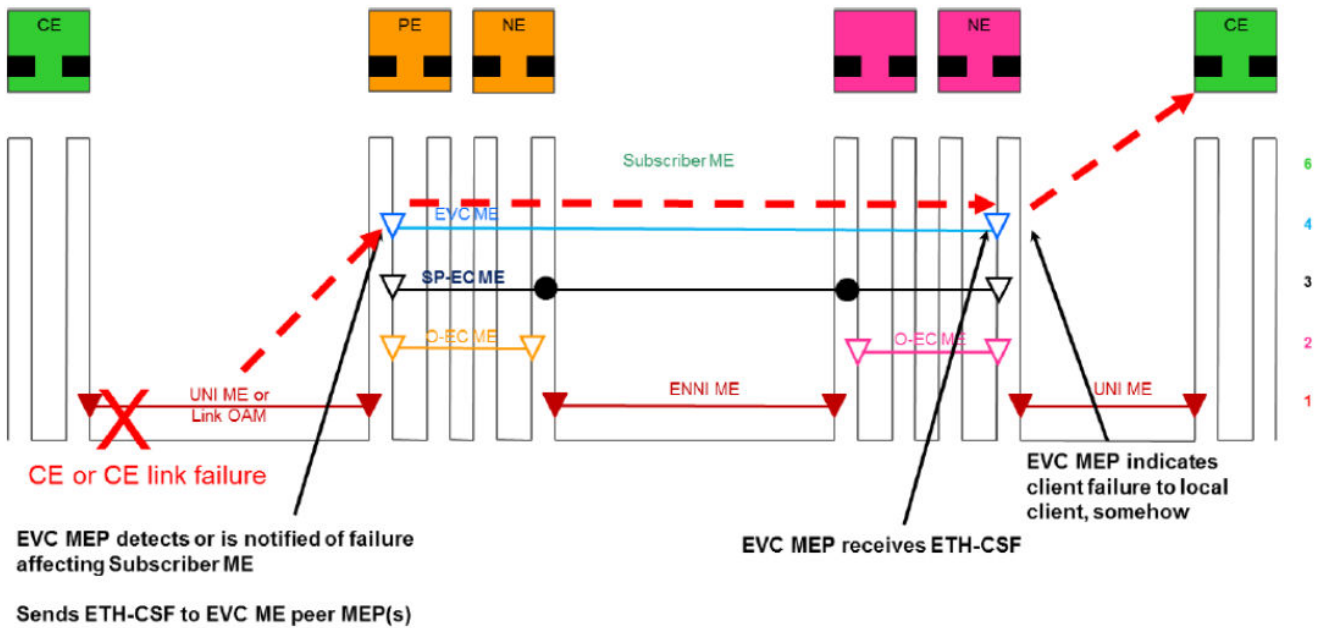 CE
PE
NE
NE
CE
Subscriber ME
6
EVC ME
4
SP-EC ME
3
O-EC ME
O-EC ME
2
UNI ME or
Link OAM
ENNI ME
UNI ME
1
CE or CE link failure
EVC MEP indicates
client failure to local
client, somehow
EVC MEP detects or is notified of failure
affecting Subscriber ME
EVC MEP receives ETH-CSF
Sends ETH-CSF to EVC ME peer MEP(s)